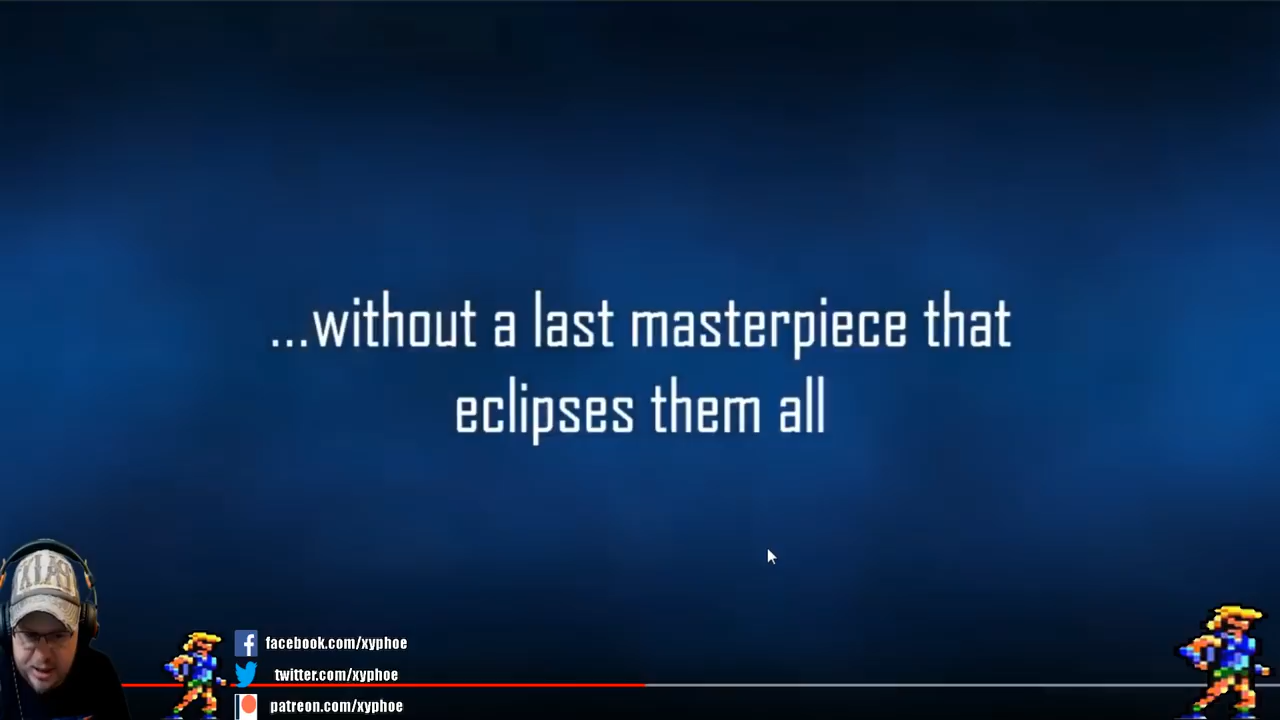 ...without a last masterpiece that
eclipses them all
facebook.com/xyphoe
twitter.com/xyphoe
patreon.com/xyphoe